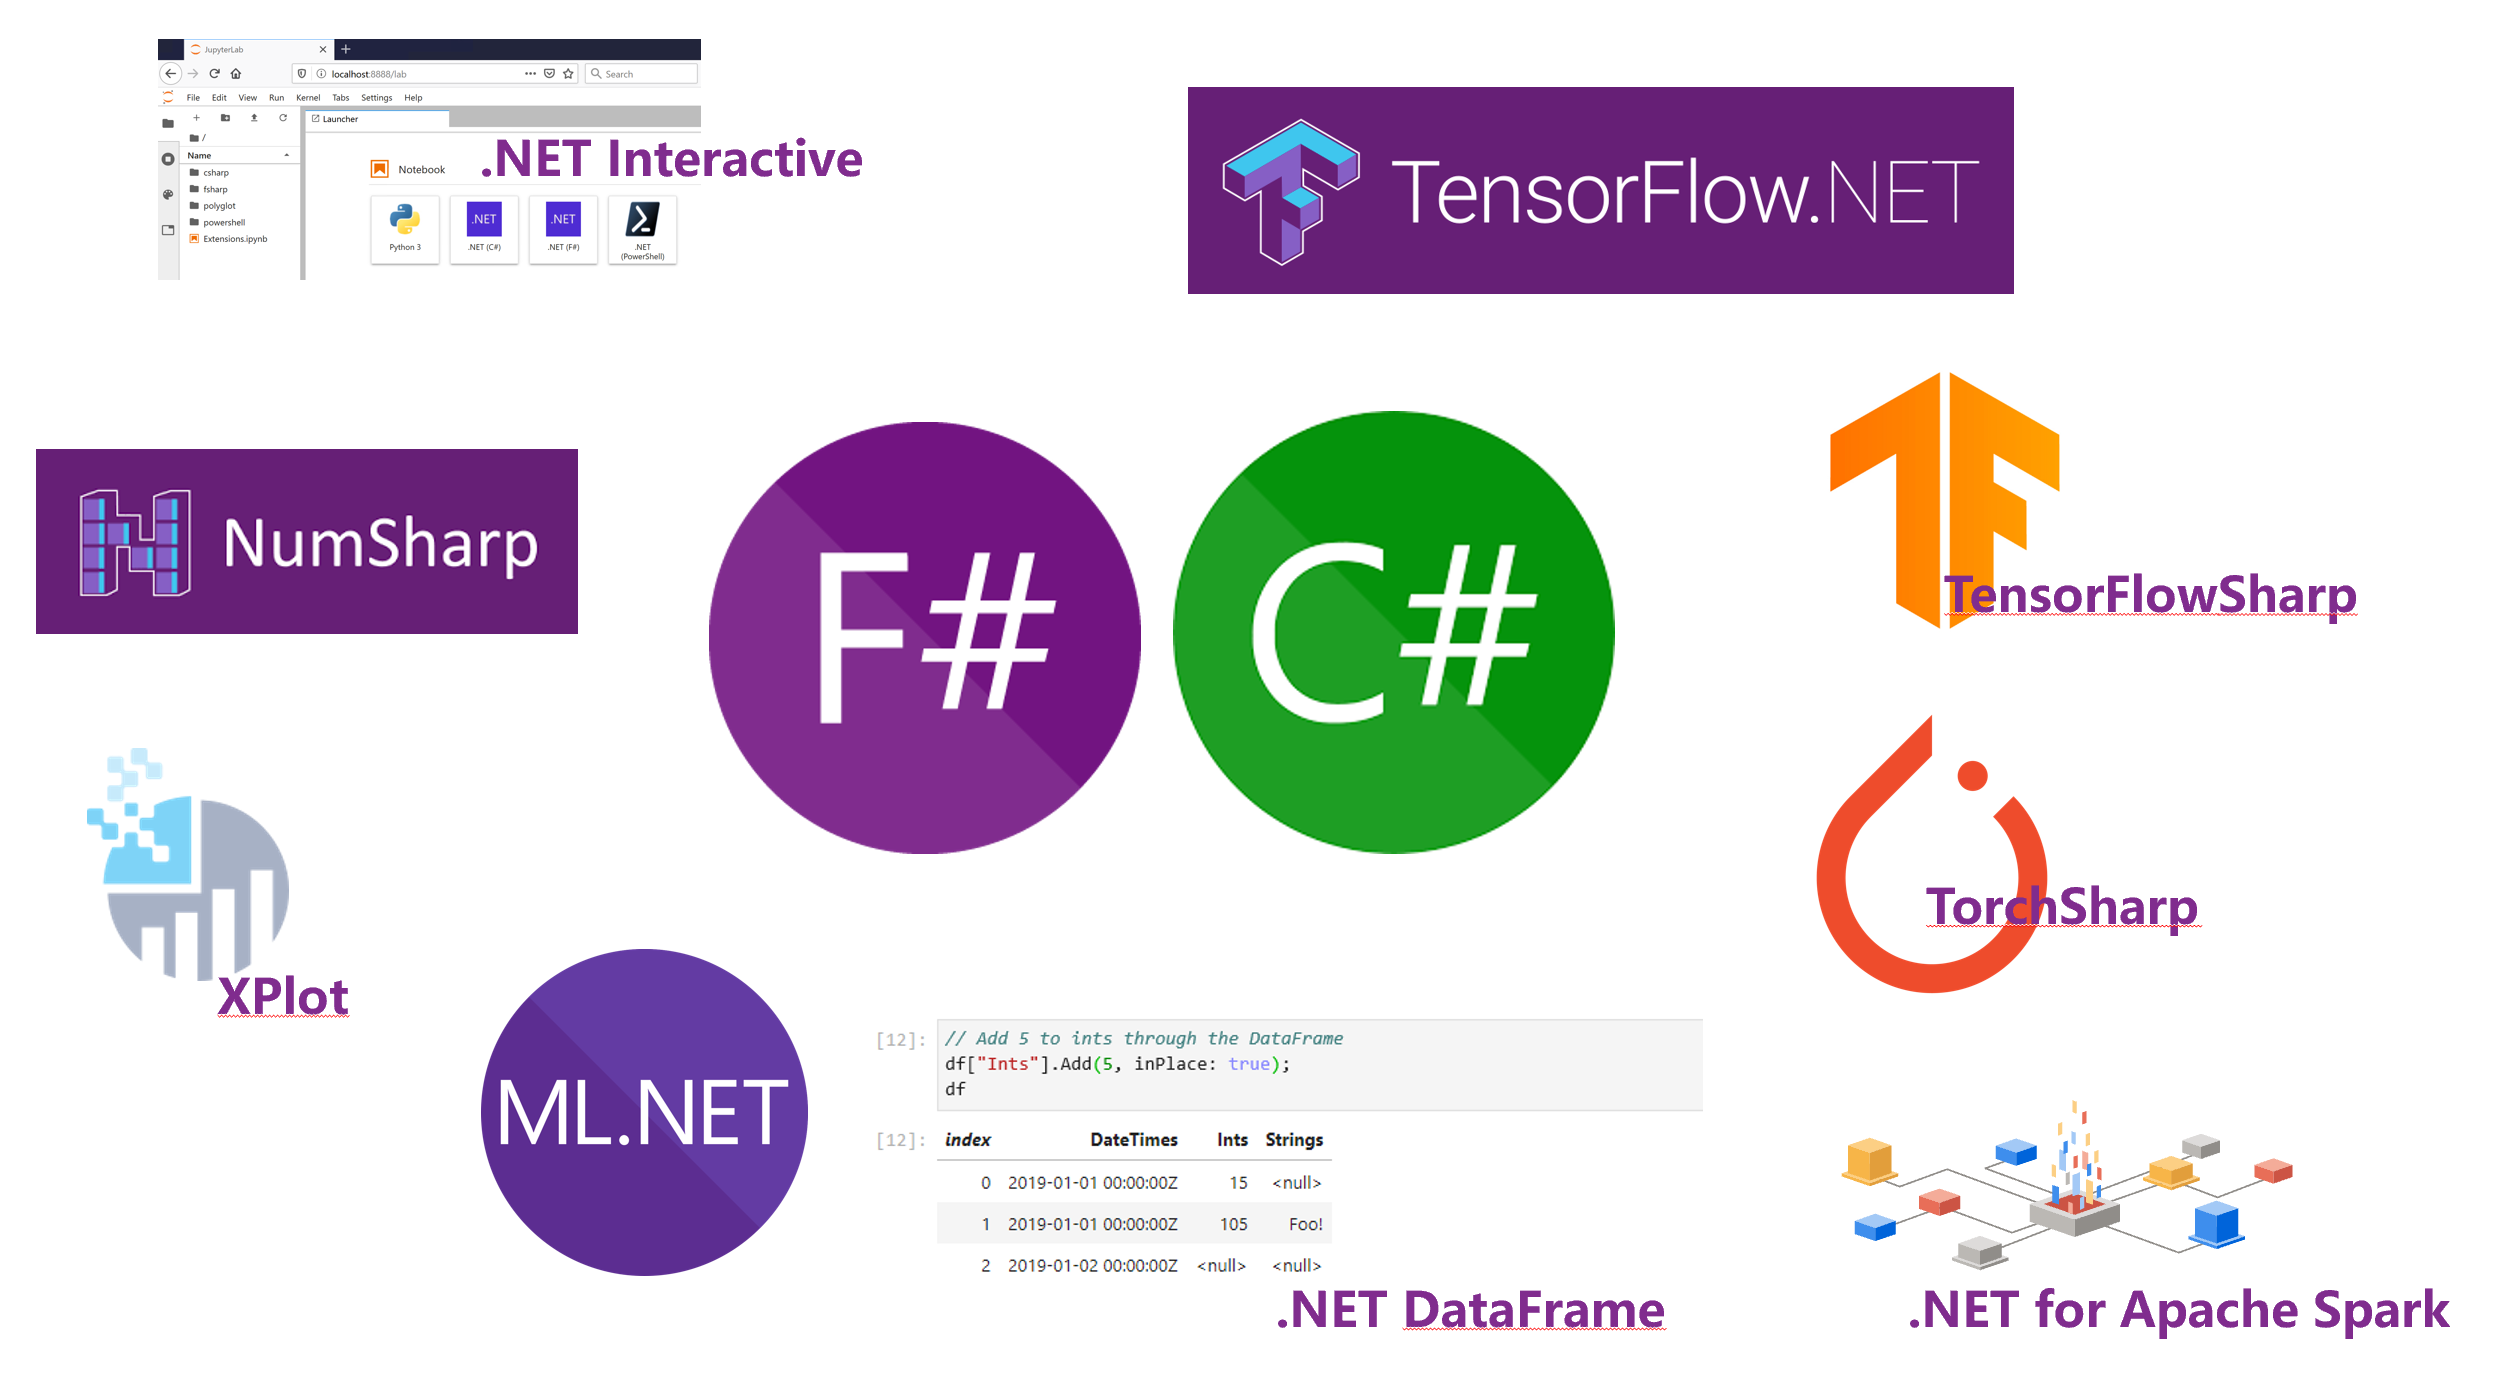 JupyterLab
localhost:8888/lab
Search
File Edit View Run Kernel Tabs Settings Help
Launcher
/
Name
csharp
fsharp
polyglot
powershell
Extensions.ipynb
Notebook
Python 3
.NET
.NET (C#)
.NET
.NET (F#)
.NET
(PowerShell)
.NET Interactive
TensorFlow.NET
NumSharp
F#
C#
TensorFlowSharp
XPlot
TorchSharp
ML.NET
[12]: // Add 5 to ints through the DataFrame
df["Ints"].Add(5, inPlace: true);
df
[12]: index DateTimes Ints Strings
0 2019-01-01 00:00:00Z 15 <null>
1 2019-01-01 00:00:00Z 105 Foo!
2 2019-01-02 00:00:00Z <null> <null>
.NET DataFrame
.NET for Apache Spark